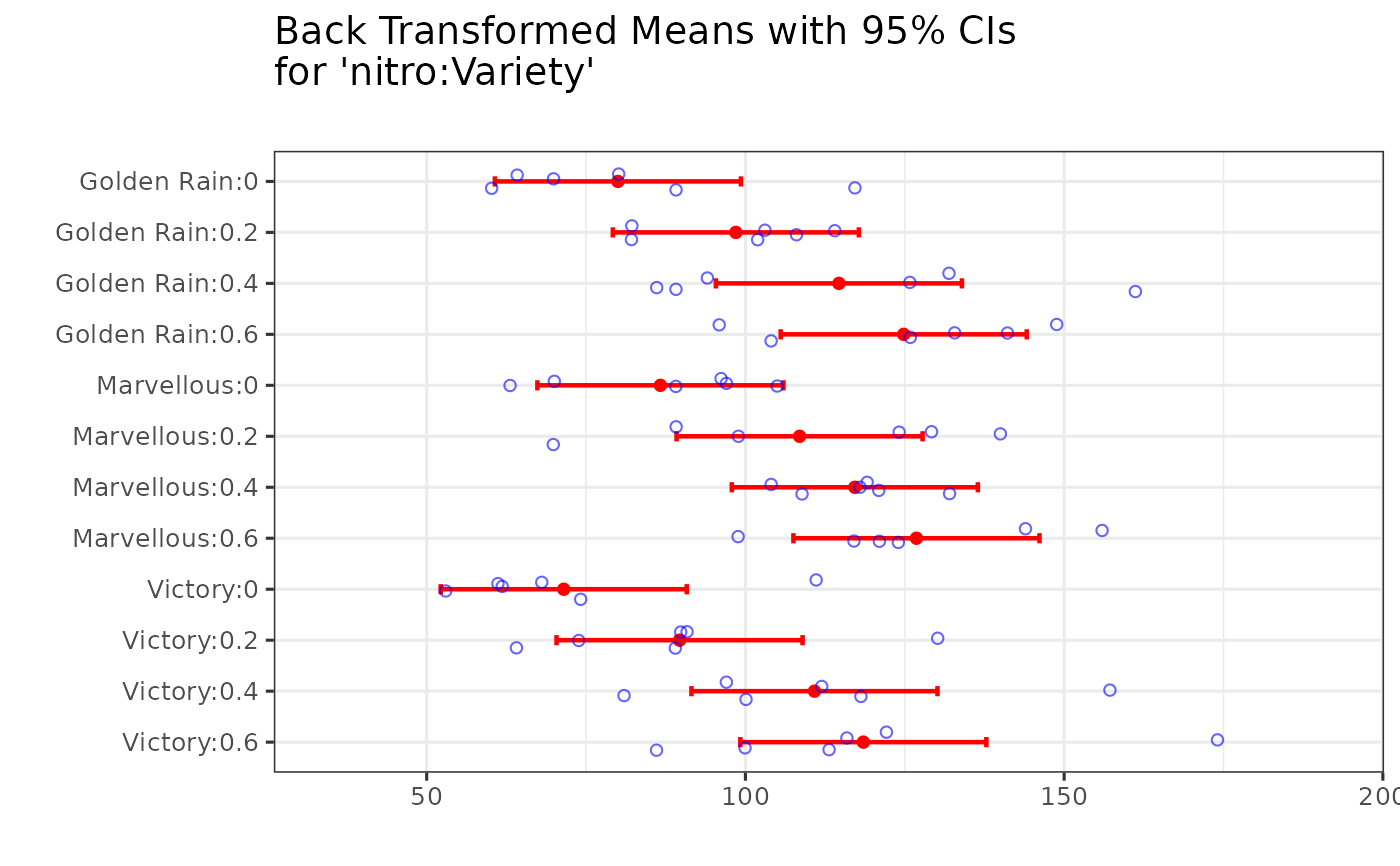 Back Transformed Means with 95% CIs
for 'nitro:Variety'
Golden Rain:0
Golden Rain:0.2
Golden Rain:0.4
Golden Rain:0.6
Marvellous:0
Marvellous:0.2
Marvellous:0.4
Marvellous:0.6
Victory:0
Victory:0.2
Victory:0.4
Victory:0.6
50 100 150 200